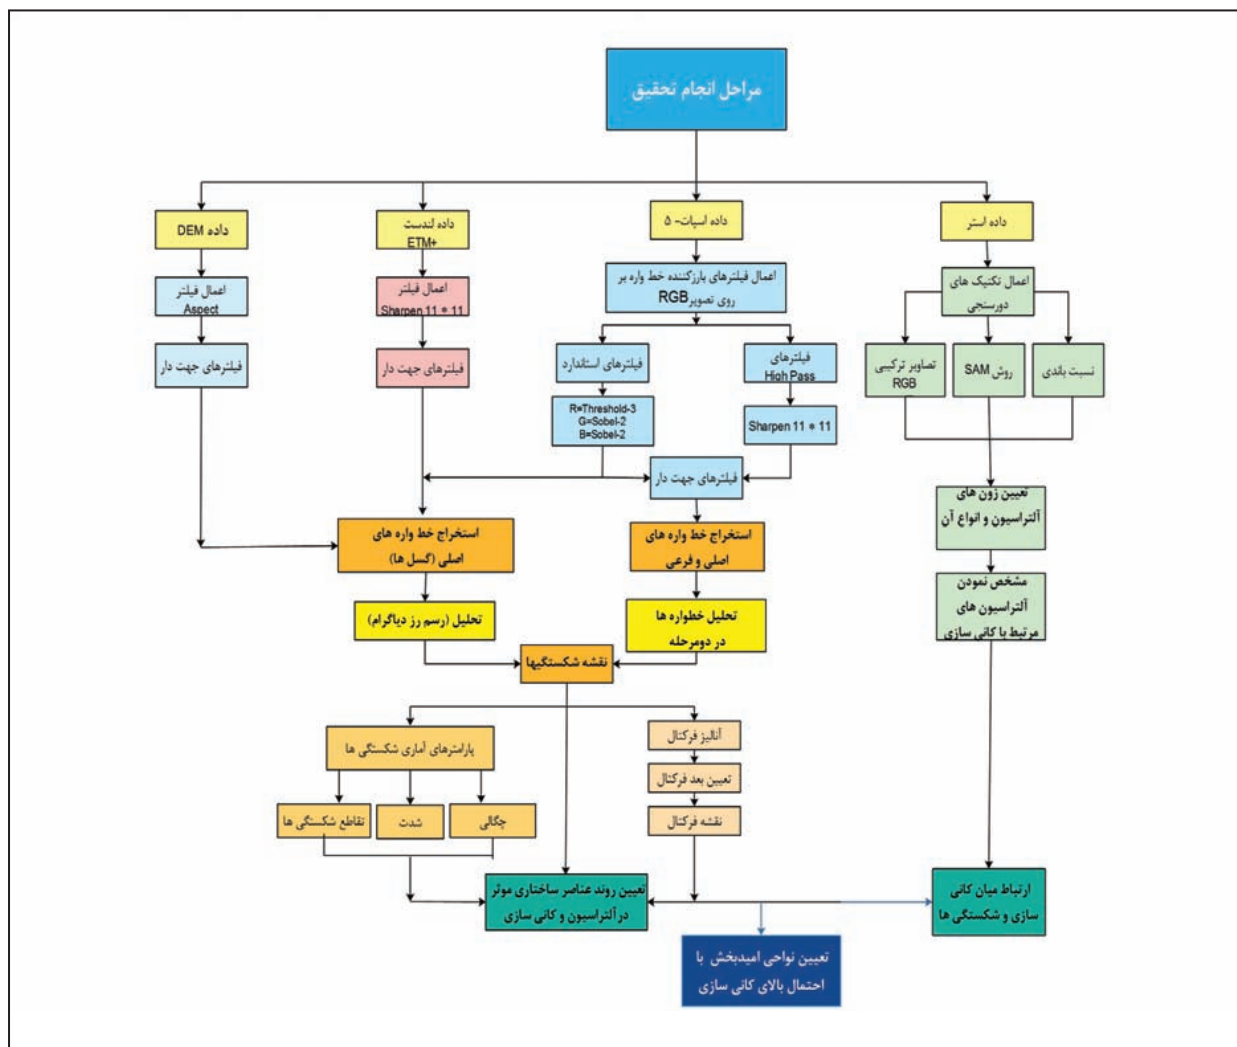 مراحل انجام تحقیق
داده استر
داده اسپات- ۵
داده لندست
ETM+
داده DEM
اعمال تکنیک های
دورسنجی
اعمال فیلترهای بارزکننده خط واره بر
روی تصویر RGB
اعمال فیلتر
Sharpen 11 * 11
اعمال فیلتر
Aspect
نسبت باندی
روش SAM
تصاویر ترکیبی
RGB
فیلترهای
High Pass
فیلترهای استاندارد
فیلترهای جهت دار
فیلترهای جهت دار
Sharpen 11 * 11
R=Threshold-3
G=Sobel-2
B=Sobel-2
فیلترهای جهت دار
تعیین زون های
آلتراسیون و انواع آن
استخراج خط واره های
اصلی و فرعی
استخراج خط واره های
اصلی (گسل ها)
مشخص نمودن
آلتراسیون های
مرتبط با کانی سازی
تحلیل خطواره ها
در دومرحله
تحلیل (رسم رز دیاگرام)
نقشه شکستگیها
آنالیز فرکتال
پارامترهای آماری شکستگی ها
تعیین بعد فرکتال
نقشه فرکتال
چگالی
شدت
تقاطع شکستگی ها
ارتباط میان کانی
سازی و شکستگی ها
تعیین روند عناصر ساختاری موثر
در آلتراسیون و کانی سازی
تعیین نواحی امیدبخش با
احتمال بالای کانی سازی